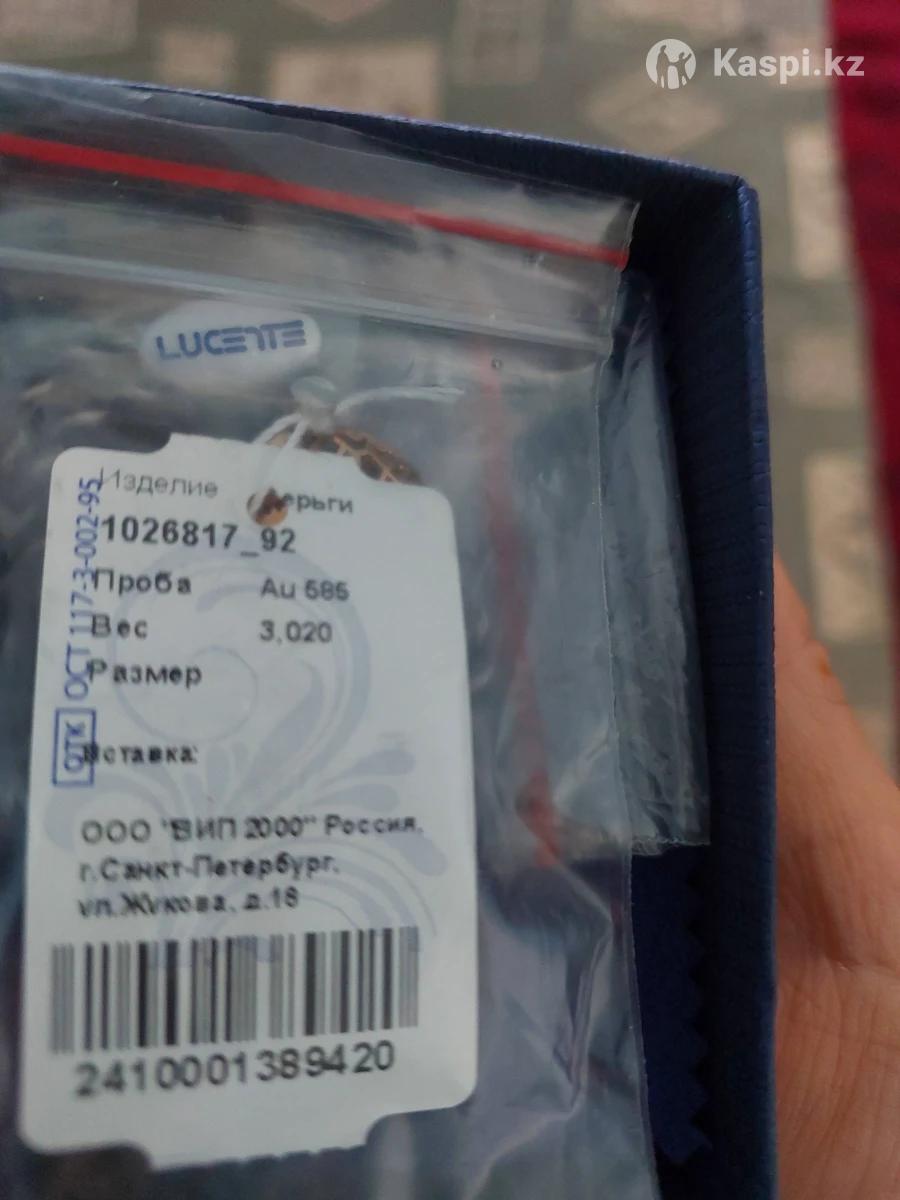 Kaspi.kz
LUCENTE
Изделие ерьги
1026817_92
Проба Au 585
Вес 3,020
Размер
Вставка:
ООО "ВИП 2000" Россия,
г.Санкт-Петербург,
ул.Жукова, д.18
2410001389420
ОТК ОСТ 117-3-002-95